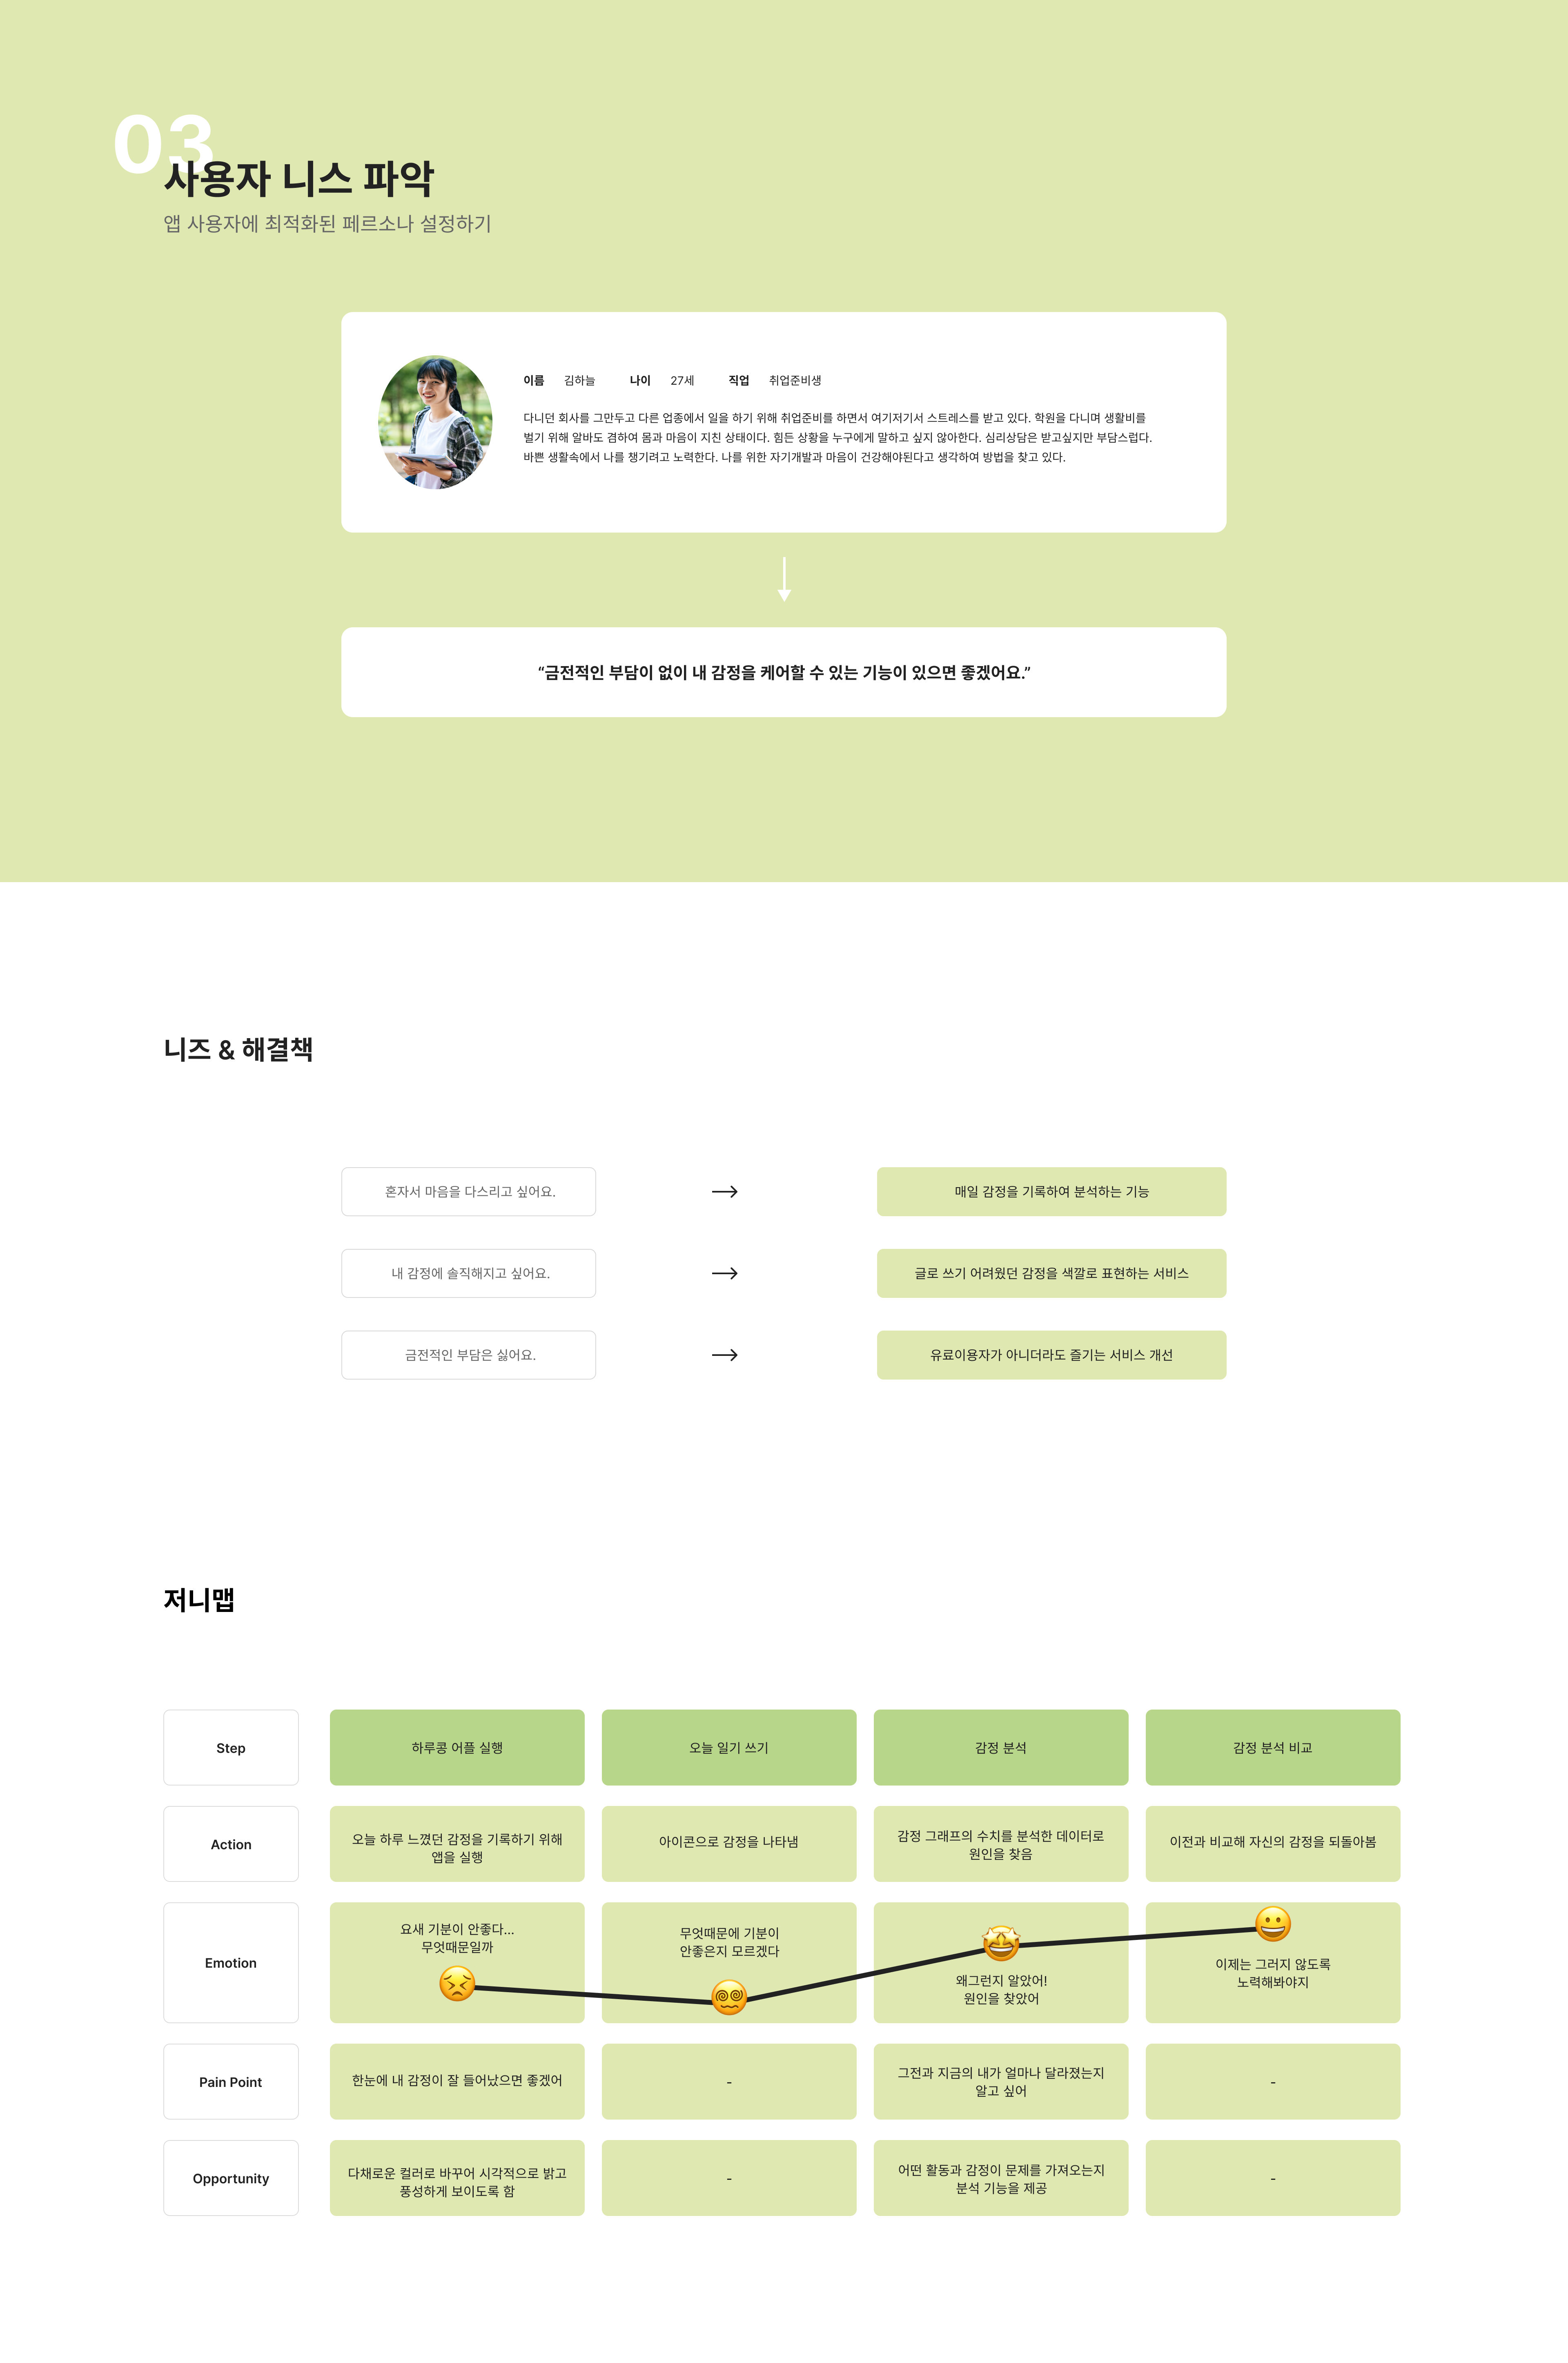 03
사용자 니스 파악
앱 사용자에 최적화된 페르소나 설정하기
이름 김하늘 나이 27세 직업 취업준비생
다니던 회사를 그만두고 다른 업종에서 일을 하기 위해 취업준비를 하면서 여기저기서 스트레스를 받고 있다. 학원을 다니며 생활비를
벌기 위해 알바도 겸하여 몸과 마음이 지친 상태이다. 힘든 상황을 누구에게 말하고 싶지 않아한다. 심리상담은 받고싶지만 부담스럽다.
바쁜 생활속에서 나를 챙기려고 노력한다. 나를 위한 자기개발과 마음이 건강해야된다고 생각하여 방법을 찾고 있다.
“금전적인 부담이 없이 내 감정을 케어할 수 있는 기능이 있으면 좋겠어요.”
니즈 & 해결책
혼자서 마음을 다스리고 싶어요. → 매일 감정을 기록하여 분석하는 기능
내 감정에 솔직해지고 싶어요. → 글로 쓰기 어려웠던 감정을 색깔로 표현하는 서비스
금전적인 부담은 싫어요. → 유료이용자가 아니더라도 즐기는 서비스 개선
저니맵
Step
하루콩 어플 실행
오늘 일기 쓰기
감정 분석
감정 분석 비교
Action
오늘 하루 느꼈던 감정을 기록하기 위해
앱을 실행
아이콘으로 감정을 나타냄
감정 그래프의 수치를 분석한 데이터로
원인을 찾음
이전과 비교해 자신의 감정을 되돌아봄
Emotion
요새 기분이 안좋다...
무엇때문일까
무엇때문에 기분이
안좋은지 모르겠다
왜그런지 알았어!
원인을 찾았어
이제는 그러지 않도록
노력해봐야지
Pain Point
한눈에 내 감정이 잘 들어났으면 좋겠어
-
그전과 지금의 내가 얼마나 달라졌는지
알고 싶어
-
Opportunity
다채로운 컬러로 바꾸어 시각적으로 밝고
풍성하게 보이도록 함
-
어떤 활동과 감정이 문제를 가져오는지
분석 기능을 제공
-